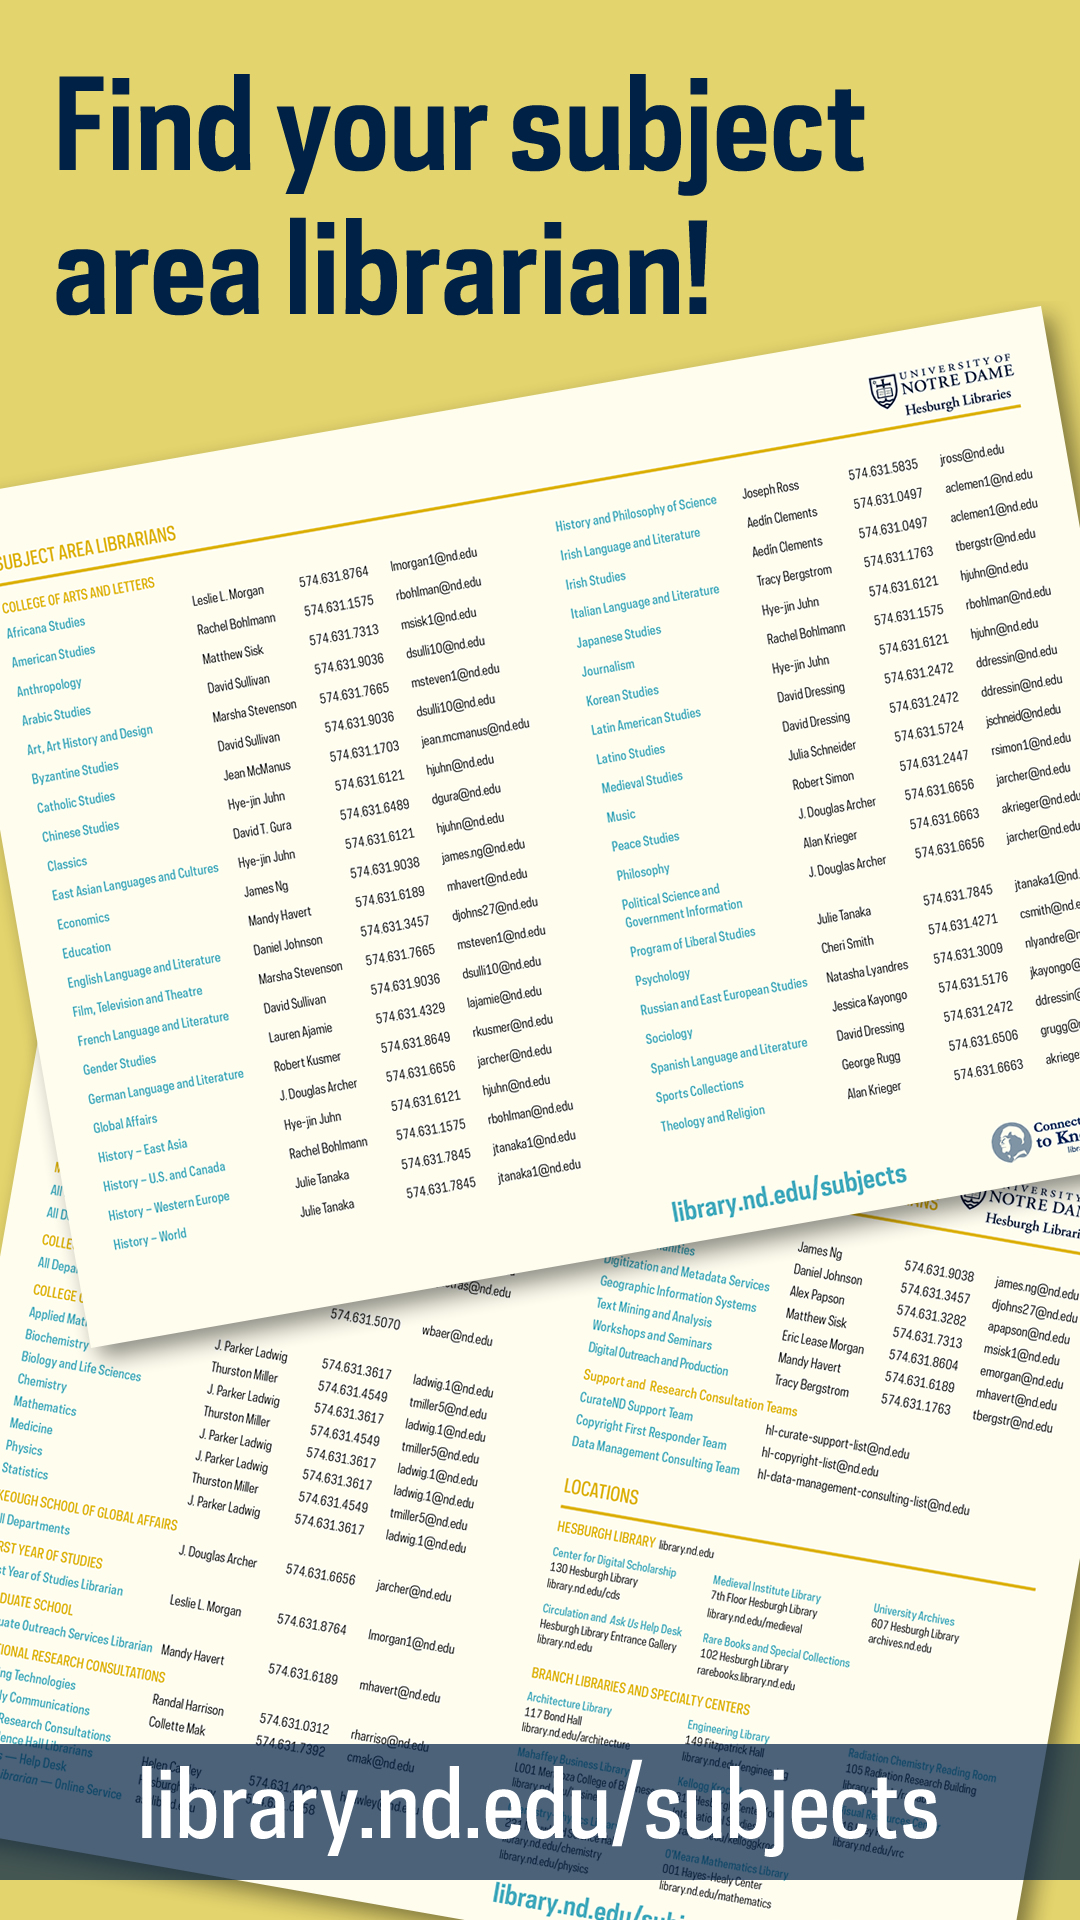 Find your subject
area librarian!
UNIVERSITY OF
NOTRE DAME
Hesburgh Libraries
SUBJECT AREA LIBRARIANS
COLLEGE OF ARTS AND LETTERS
Africana Studies Leslie L. Morgan 574.631.8764 lmorgan1@nd.edu
American Studies Rachel Bohlmann 574.631.1575 rbohlman@nd.edu
Anthropology Matthew Sisk 574.631.7313 msisk1@nd.edu
Arabic Studies David Sullivan 574.631.9036 dsulli10@nd.edu
Art, Art History and Design Marsha Stevenson 574.631.7665 msteven1@nd.edu
Byzantine Studies David Sullivan 574.631.9036 dsulli10@nd.edu
Catholic Studies Jean McManus 574.631.1703 jean.mcmanus@nd.edu
Chinese Studies Hye-jin Juhn 574.631.6121 hjuhn@nd.edu
Classics David T. Gura 574.631.6489 dgura@nd.edu
East Asian Languages and Cultures Hye-jin Juhn 574.631.6121 hjuhn@nd.edu
Economics James Ng 574.631.9038 james.ng@nd.edu
Education Mandy Havert 574.631.6189 mhavert@nd.edu
English Language and Literature Daniel Johnson 574.631.3457 djohns27@nd.edu
Film, Television and Theatre Marsha Stevenson 574.631.7665 msteven1@nd.edu
French Language and Literature David Sullivan 574.631.9036 dsulli10@nd.edu
Gender Studies Lauren Ajamie 574.631.4329 lajamie@nd.edu
German Language and Literature Robert Kusmer 574.631.8649 rkusmer@nd.edu
Global Affairs J. Douglas Archer 574.631.6656 jarcher@nd.edu
History – East Asia Hye-jin Juhn 574.631.6121 hjuhn@nd.edu
History – U.S. and Canada Rachel Bohlmann 574.631.1575 rbohlman@nd.edu
History – Western Europe Julie Tanaka 574.631.7845 jtanaka1@nd.edu
History – World Julie Tanaka 574.631.7845 jtanaka1@nd.edu
History and Philosophy of Science Joseph Ross 574.631.5835 jross@nd.edu
Irish Language and Literature Aedín Clements 574.631.0497 aclemen1@nd.edu
Irish Studies Aedín Clements 574.631.0497 aclemen1@nd.edu
Italian Language and Literature Tracy Bergstrom 574.631.1763 tbergstr@nd.edu
Japanese Studies Hye-jin Juhn 574.631.6121 hjuhn@nd.edu
Journalism Rachel Bohlmann 574.631.1575 rbohlman@nd.edu
Korean Studies Hye-jin Juhn 574.631.6121 hjuhn@nd.edu
Latin American Studies David Dressing 574.631.2472 ddressin@nd.edu
Latino Studies David Dressing 574.631.2472 ddressin@nd.edu
Medieval Studies Julia Schneider 574.631.5724 jschneid@nd.edu
Music Robert Simon 574.631.2447 rsimon1@nd.edu
Peace Studies J. Douglas Archer 574.631.6656 jarcher@nd.edu
Philosophy Alan Krieger 574.631.6663 akrieger@nd.edu
Political Science and J. Douglas Archer 574.631.6656 jarcher@nd.edu
Government Information
Program of Liberal Studies Julie Tanaka 574.631.7845 jtanaka1@nd.
Psychology Cheri Smith 574.631.4271 csmith@nd.e
Russian and East European Studies Natasha Lyandres 574.631.3009 nlyandre@n
Sociology Jessica Kayongo 574.631.5176 jkayongo@
Spanish Language and Literature David Dressing 574.631.2472 ddressin@
Sports Collections George Rugg 574.631.6506 grugg@
Theology and Religion Alan Krieger 574.631.6663 akriege
Connect
to Kn
library.nd.edu/subjects
All
All D
COLLE
All Depa
COLLEGE
574.631.5070 wbaer@nd.edu
Applied Mat J. Parker Ladwig 574.631.3617 ladwig.1@nd.edu
Biochemistry Thurston Miller 574.631.4549 tmiller5@nd.edu
Biology and Life Sciences J. Parker Ladwig 574.631.3617 ladwig.1@nd.edu
Chemistry Thurston Miller 574.631.4549 tmiller5@nd.edu
Mathematics J. Parker Ladwig 574.631.3617 ladwig.1@nd.edu
Medicine J. Parker Ladwig 574.631.3617 ladwig.1@nd.edu
Physics Thurston Miller 574.631.4549 tmiller5@nd.edu
Statistics J. Parker Ladwig 574.631.3617 ladwig.1@nd.edu
KEOUGH SCHOOL OF GLOBAL AFFAIRS
ll Departments J. Douglas Archer 574.631.6656 jarcher@nd.edu
RST YEAR OF STUDIES
st Year of Studies Librarian Leslie L. Morgan 574.631.8764 lmorgan1@nd.edu
DUATE SCHOOL
uate Outreach Services Librarian Mandy Havert 574.631.6189 mhavert@nd.edu
TIONAL RESEARCH CONSULTATIONS
ng Technologies Randal Harrison 574.631.0312 rharriso@nd.edu
ly Communications Collette Mak 574.631.7392 cmak@nd.edu
Research Consultations
ence Hall Librarians
— Help Desk
ibrarian — Online Service
UNIVERSITY
NOTRE DAM
Hesburgh Librari
anities James Ng 574.631.9038 james.ng@nd.edu
Digitization and Metadata Services Daniel Johnson 574.631.3457 djohns27@nd.edu
Geographic Information Systems Alex Papson 574.631.3282 apapson@nd.edu
Text Mining and Analysis Matthew Sisk 574.631.7313 msisk1@nd.edu
Workshops and Seminars Eric Lease Morgan 574.631.8604 emorgan@nd.edu
Digital Outreach and Production Mandy Havert 574.631.6189 mhavert@nd.edu
Tracy Bergstrom 574.631.1763 tbergstr@nd.edu
Support and Research Consultation Teams
CurateND Support Team hl-curate-support-list@nd.edu
Copyright First Responder Team hl-copyright-list@nd.edu
Data Management Consulting Team hl-data-management-consulting-list@nd.edu
LOCATIONS
HESBURGH LIBRARY library.nd.edu
Center for Digital Scholarship
130 Hesburgh Library
library.nd.edu/cds
Circulation and Ask Us Help Desk
Hesburgh Library Entrance Gallery
library.nd.edu
Medieval Institute Library
7th Floor Hesburgh Library
library.nd.edu/medieval
Rare Books and Special Collections
102 Hesburgh Library
rarebooks.library.nd.edu
University Archives
607 Hesburgh Library
archives.nd.edu
BRANCH LIBRARIES AND SPECIALTY CENTERS
Architecture Library
117 Bond Hall
library.nd.edu/architecture
Mahaffey Business Library
library.nd.edu/chemistry
library.nd.edu/physics
Engineering Library
149 Fitzpatrick Hall
library.nd.edu/engineering
O'Meara Mathematics Library
001 Hayes-Healy Center
library.nd.edu/mathematics
Radiation Chemistry Reading Room
105 Radiation Research Building
library.nd.edu/subjects
library.nd.edu/subj